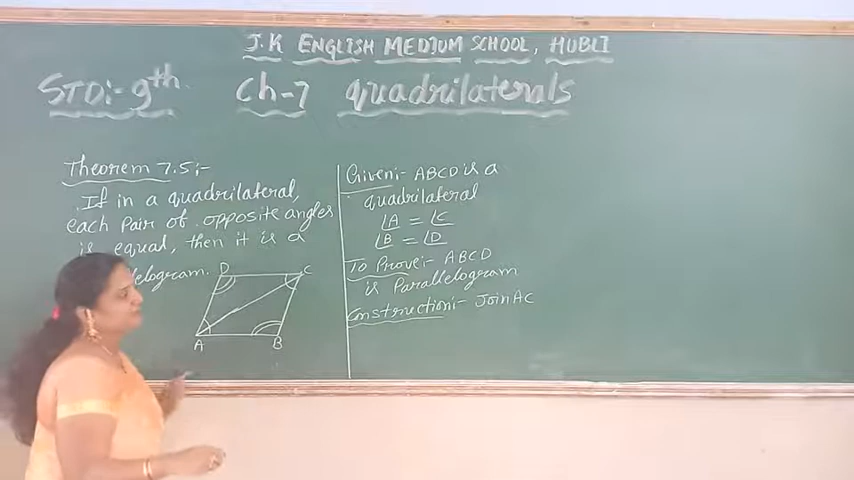 J.K ENGLISH MEDIUM SCHOOL, HUBLI
STD:- 9th
Ch-7 quadrilaterals
Theorem 7.5:-
If in a quadrilateral,
each Pair of opposite angles
is equal, then it is a
llelogram.
D C
A B
Given:- ABCD is a
quadrilateral
∠A = ∠C
∠B = ∠D
To Prove:- ABCD
is Parallelogram
Construction:- Join AC